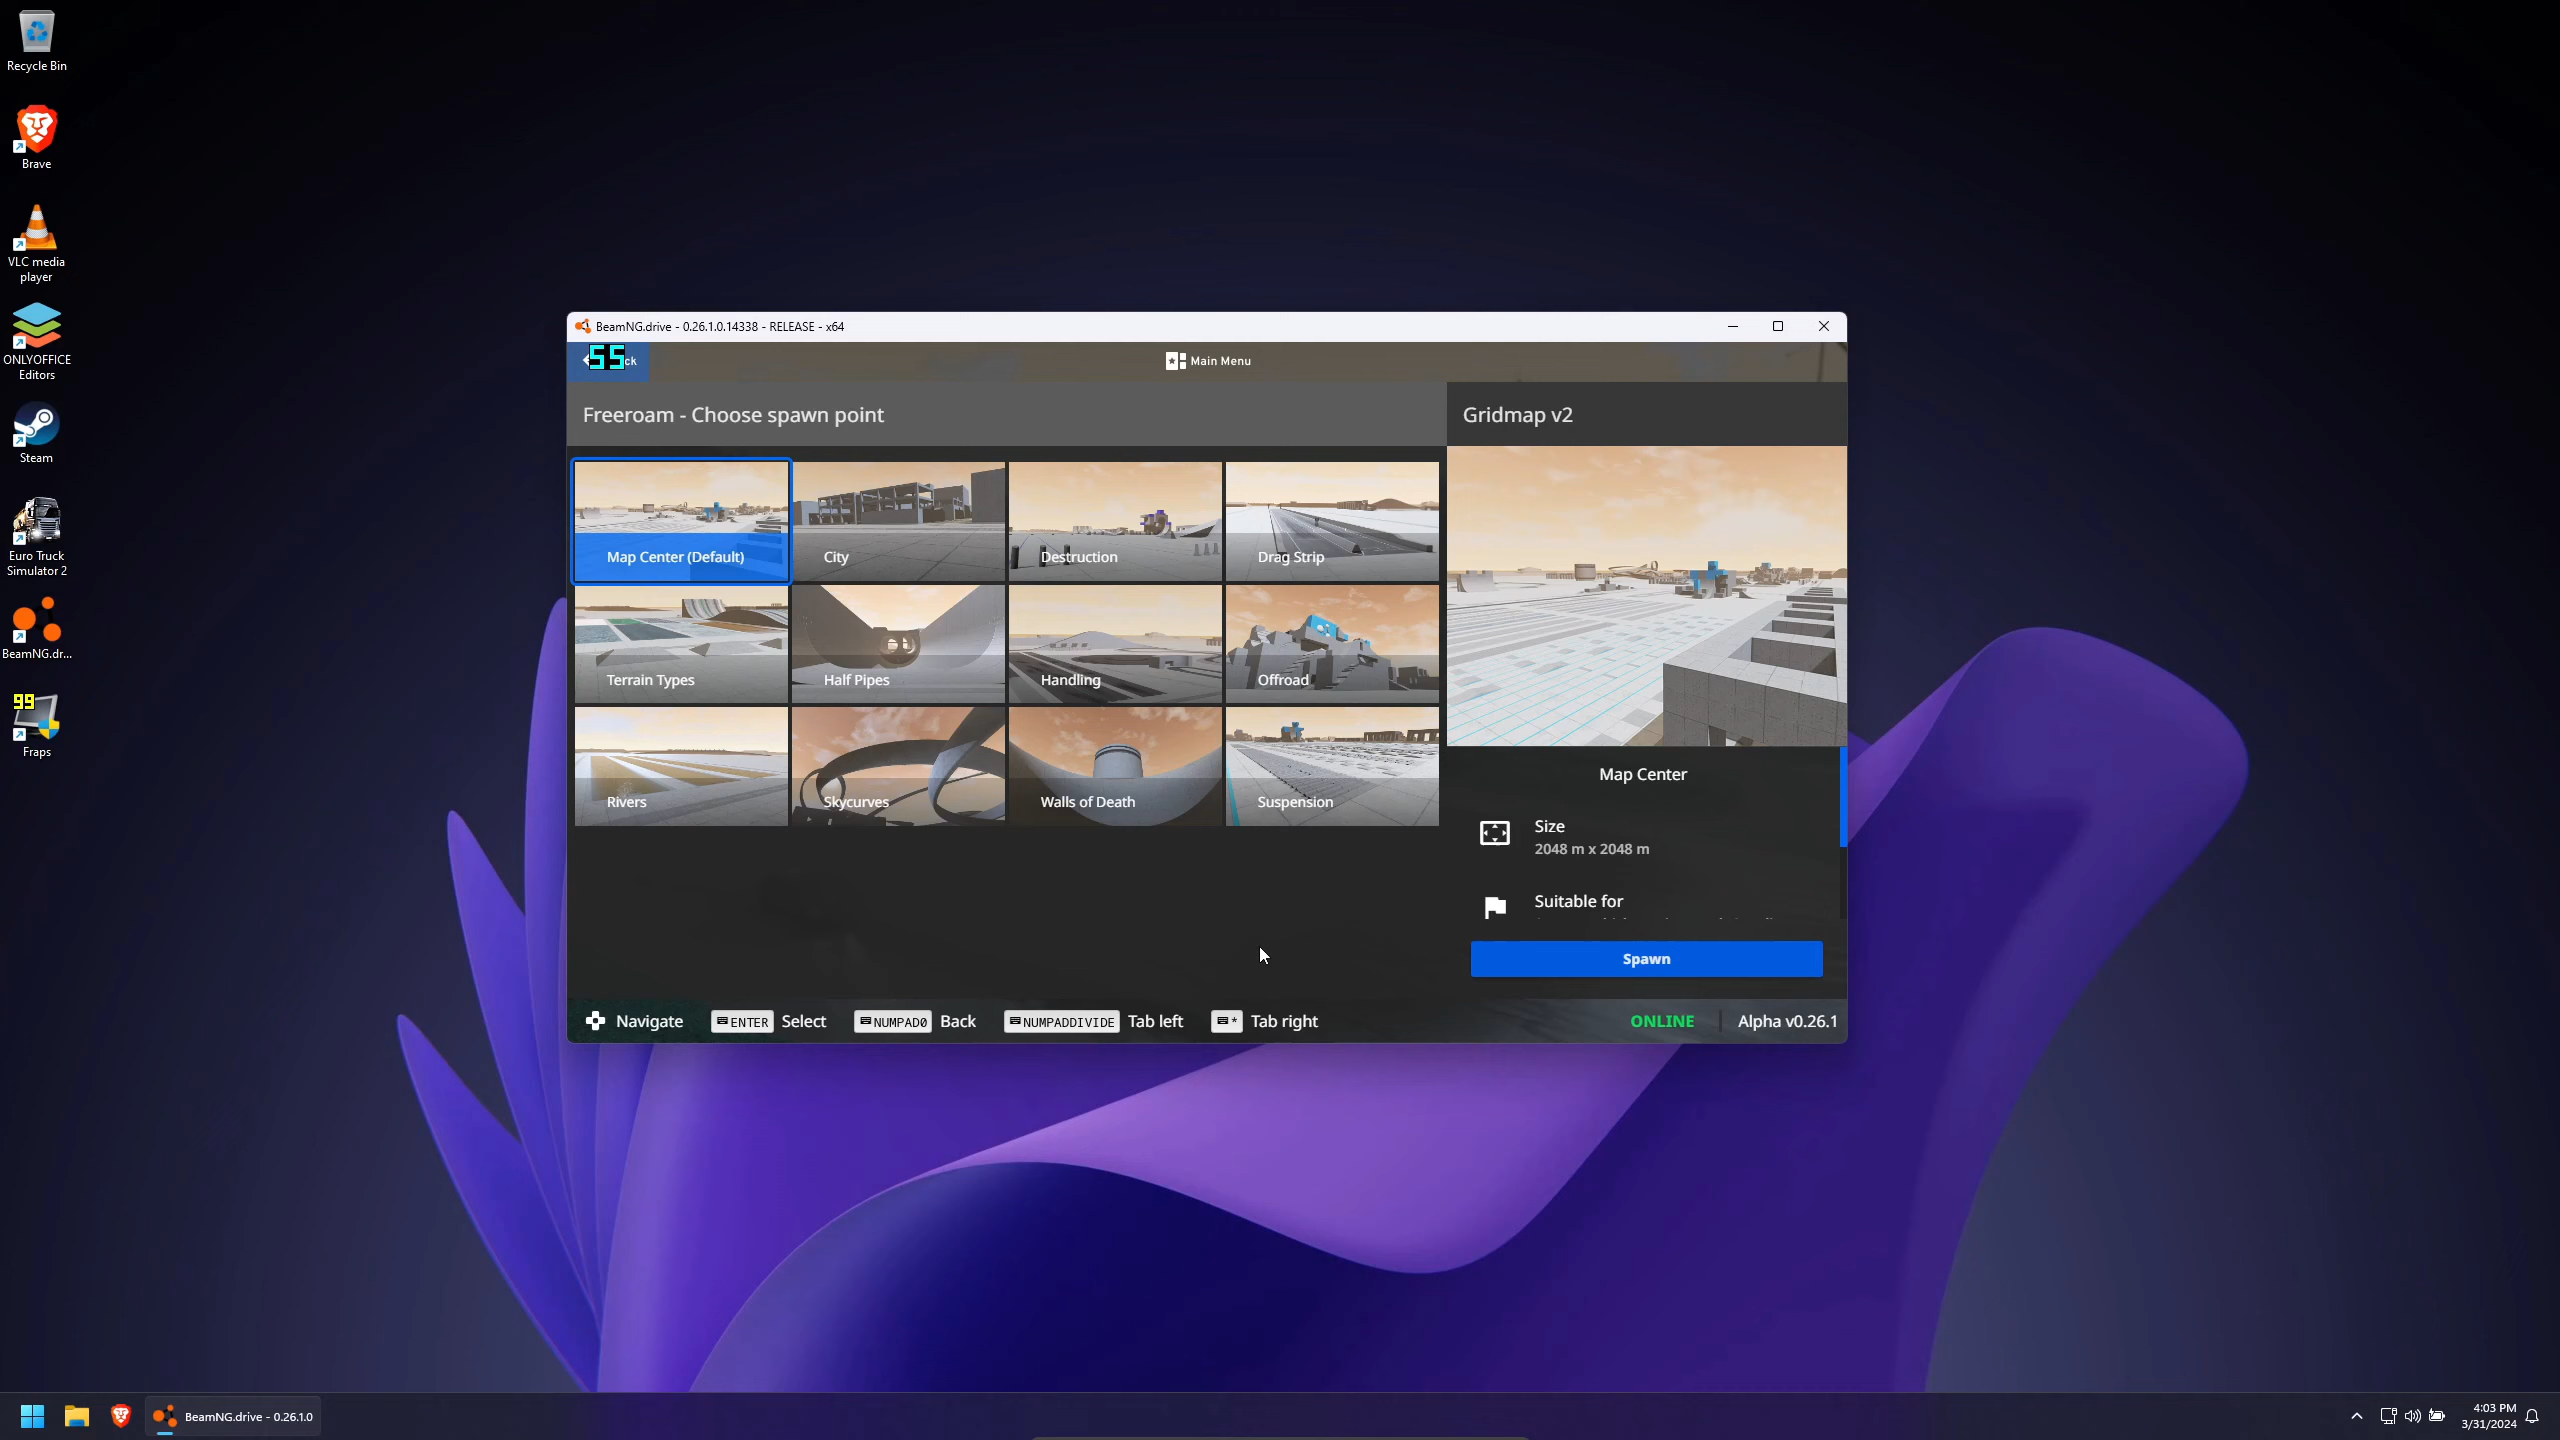 Recycle Bin
Brave
VLC media
player
ONLYOFFICE
Editors
Steam
Euro Truck
Simulator 2
BeamNG.dr...
99
Fraps
BeamNG.drive - 0.26.1.0.14338 - RELEASE - x64
55
ck
Main Menu
Freeroam - Choose spawn point
Gridmap v2
Map Center (Default)
City
Destruction
Drag Strip
Terrain Types
Half Pipes
Handling
Offroad
Rivers
Skycurves
Walls of Death
Suspension
Map Center
Size
2048 m x 2048 m
Suitable for
Spawn
Navigate
ENTER Select
NUMPAD0 Back
NUMPADDIVIDE Tab left
* Tab right
ONLINE
Alpha v0.26.1
BeamNG.drive - 0.26.1.0
4:03 PM
3/31/2024